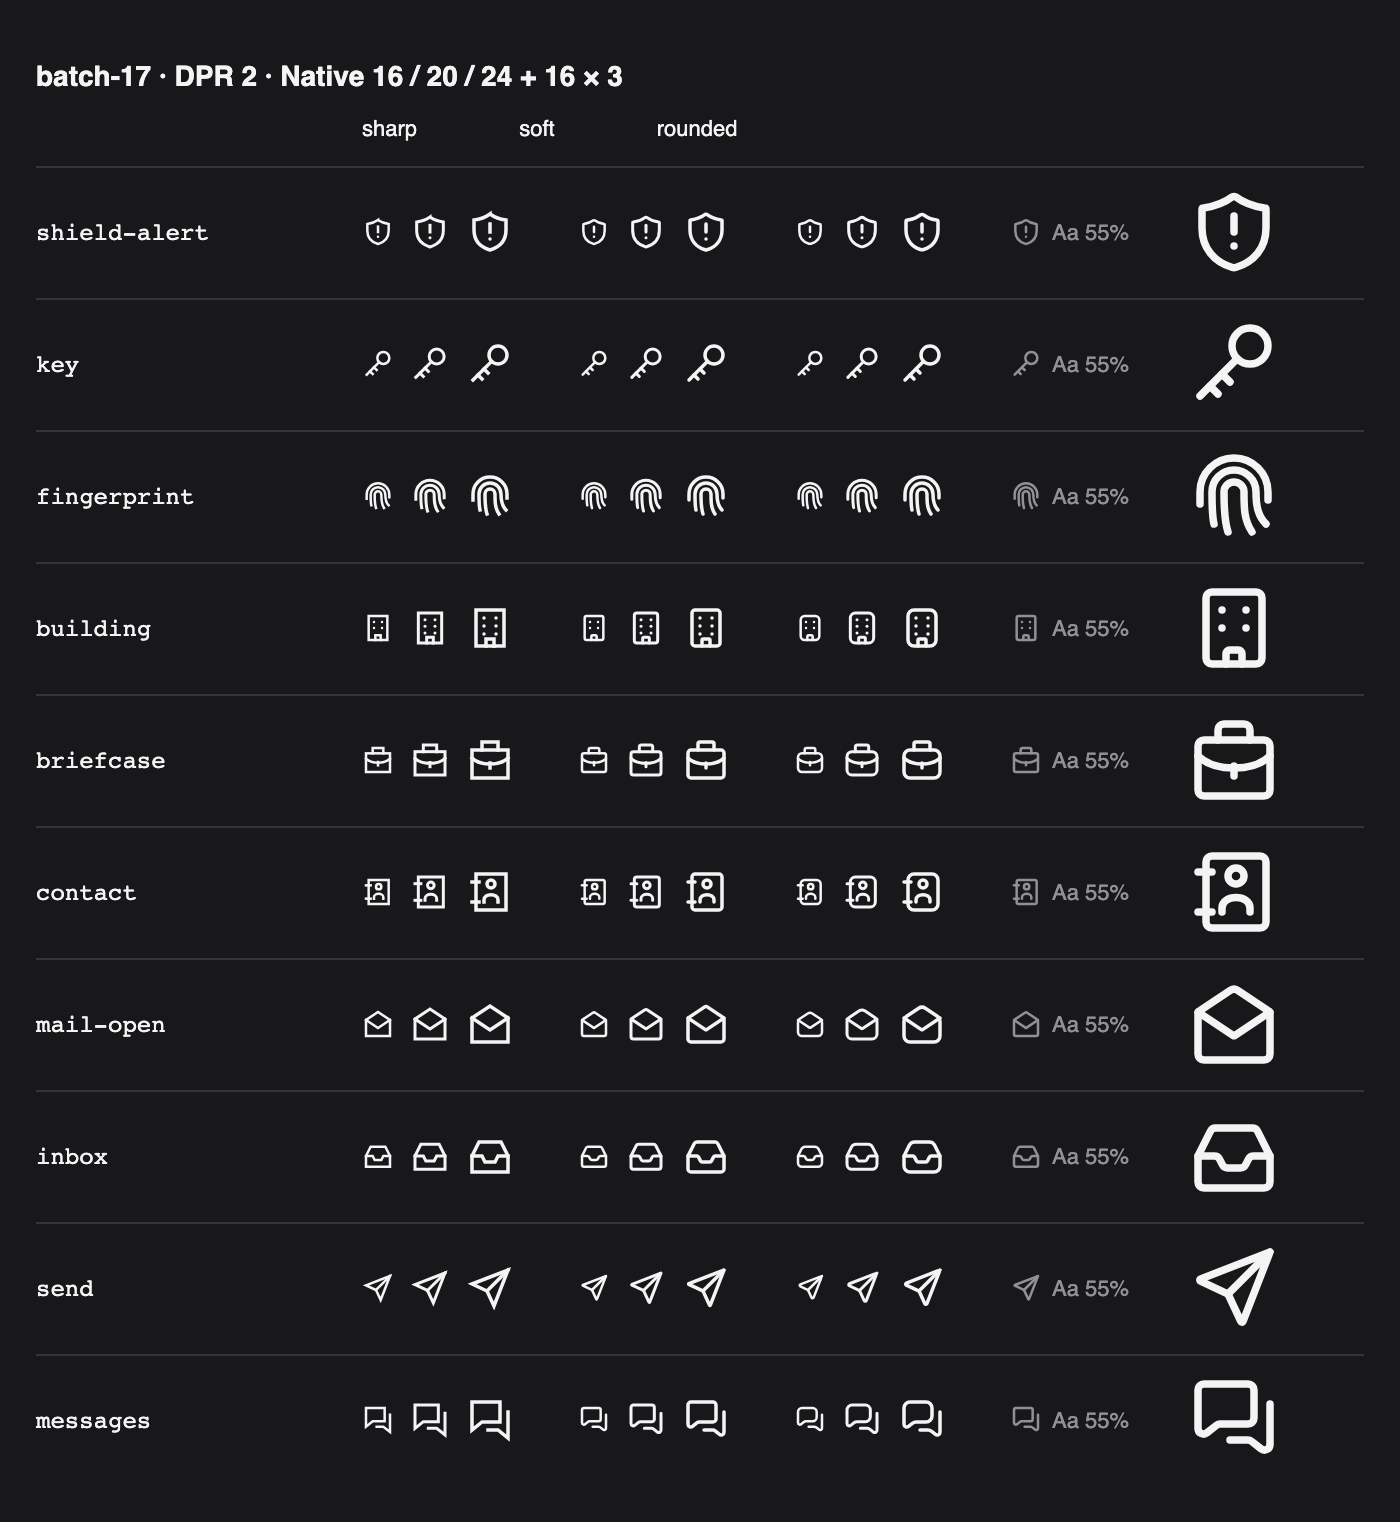 batch-17 · DPR 2 · Native 16 / 20 / 24 + 16 × 3
sharp soft rounded
shield-alert Aa 55%
key Aa 55%
fingerprint Aa 55%
building Aa 55%
briefcase Aa 55%
contact Aa 55%
mail-open Aa 55%
inbox Aa 55%
send Aa 55%
messages Aa 55%